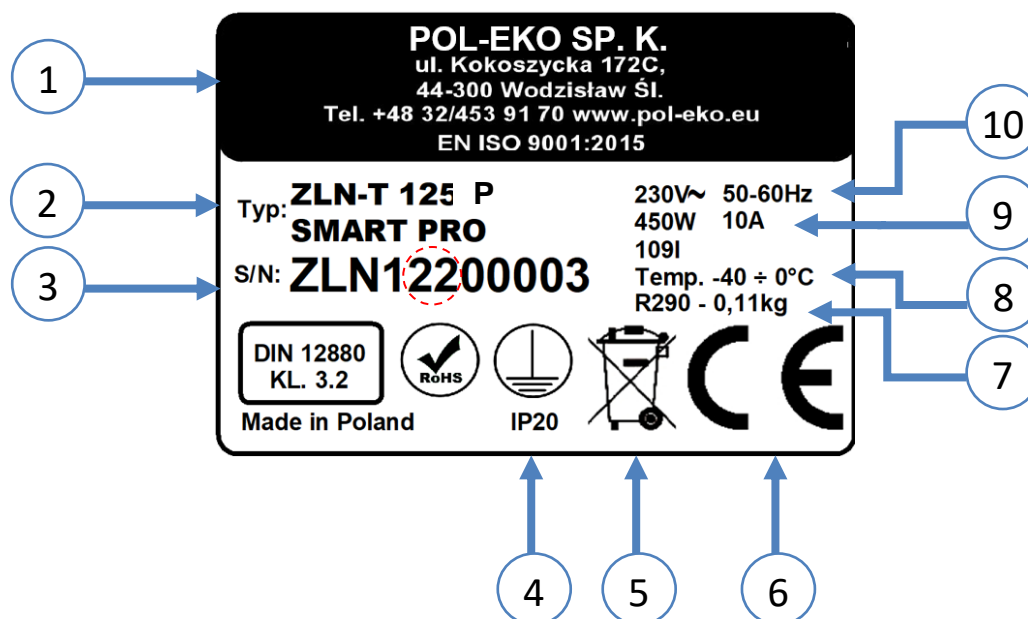 POL-EKO SP. K.
ul. Kokoszycka 172C,
44-300 Wodzisław Śl.
Tel. +48 32/453 91 70 www.pol-eko.eu
EN ISO 9001:2015
1
2
3
Typ: ZLN-T 125 P
SMART PRO
S/N: ZLN12200003
230V~ 50-60Hz
450W 10A
109l
Temp. -40 ÷ 0°C
R290 - 0,11kg
10
9
8
7
DIN 12880
KL. 3.2
RoHS
Made in Poland
IP20
CE
4
5
6